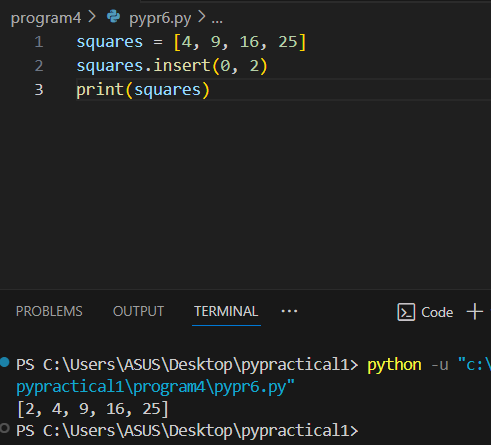 program4 > pypr6.py > ...
1 squares = [4, 9, 16, 25]
2 squares.insert(0, 2)
3 print(squares)
PROBLEMS OUTPUT TERMINAL ... Code
PS C:\Users\ASUS\Desktop\pypractical1> python -u "c:\
pypractical1\program4\pypr6.py"
[2, 4, 9, 16, 25]
PS C:\Users\ASUS\Desktop\pypractical1>